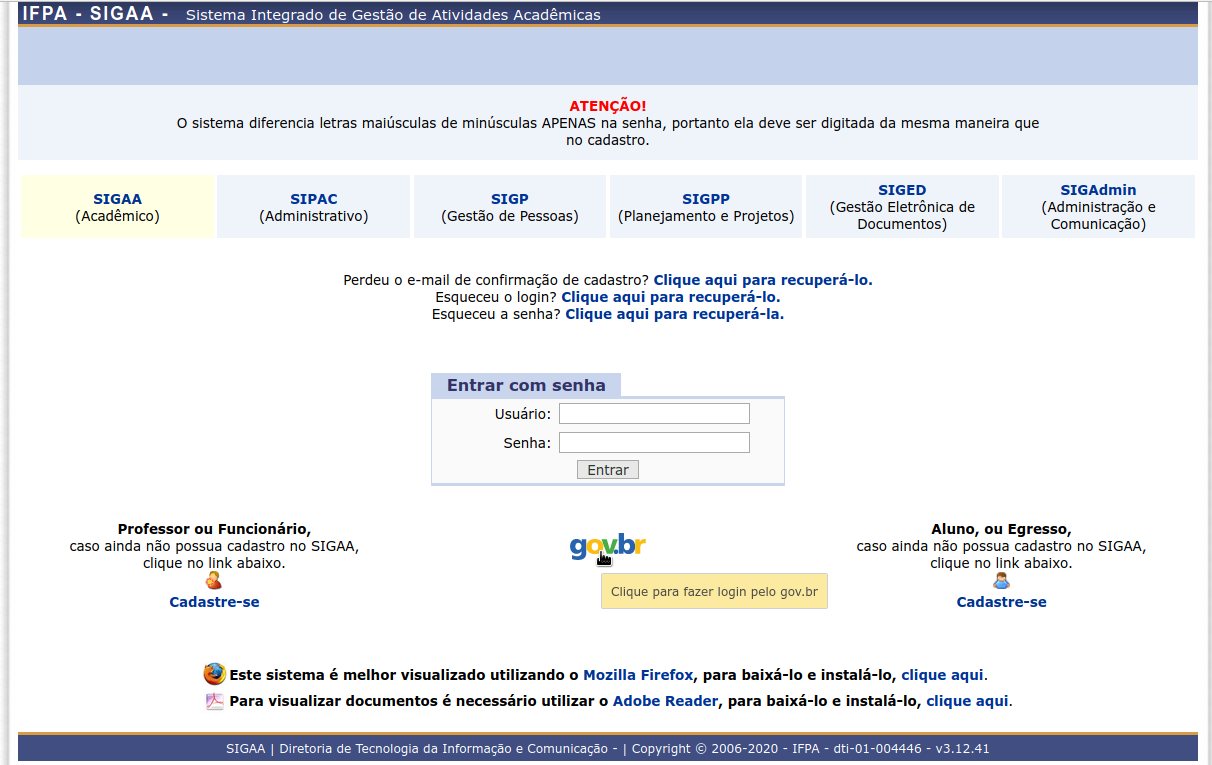 IFPA - SIGAA - Sistema Integrado de Gestão de Atividades Acadêmicas
ATENÇÃO!
O sistema diferencia letras maiúsculas de minúsculas APENAS na senha, portanto ela deve ser digitada da mesma maneira que
no cadastro.
SIGAA
(Acadêmico)
SIPAC
(Administrativo)
SIGP
(Gestão de Pessoas)
SIGPP
(Planejamento e Projetos)
SIGED
(Gestão Eletrônica de
Documentos)
SIGAdmin
(Administração e
Comunicação)
Perdeu o e-mail de confirmação de cadastro? Clique aqui para recuperá-lo.
Esqueceu o login? Clique aqui para recuperá-lo.
Esqueceu a senha? Clique aqui para recuperá-la.
Entrar com senha
Usuário:
Senha:
Entrar
Professor ou Funcionário,
caso ainda não possua cadastro no SIGAA,
clique no link abaixo.
Cadastre-se
gov.br
Clique para fazer login pelo gov.br
Aluno, ou Egresso,
caso ainda não possua cadastro no SIGAA,
clique no link abaixo.
Cadastre-se
Este sistema é melhor visualizado utilizando o Mozilla Firefox, para baixá-lo e instalá-lo, clique aqui.
Para visualizar documentos é necessário utilizar o Adobe Reader, para baixá-lo e instalá-lo, clique aqui.
SIGAA | Diretoria de Tecnologia da Informação e Comunicação - | Copyright © 2006-2020 - IFPA - dti-01-004446 - v3.12.41